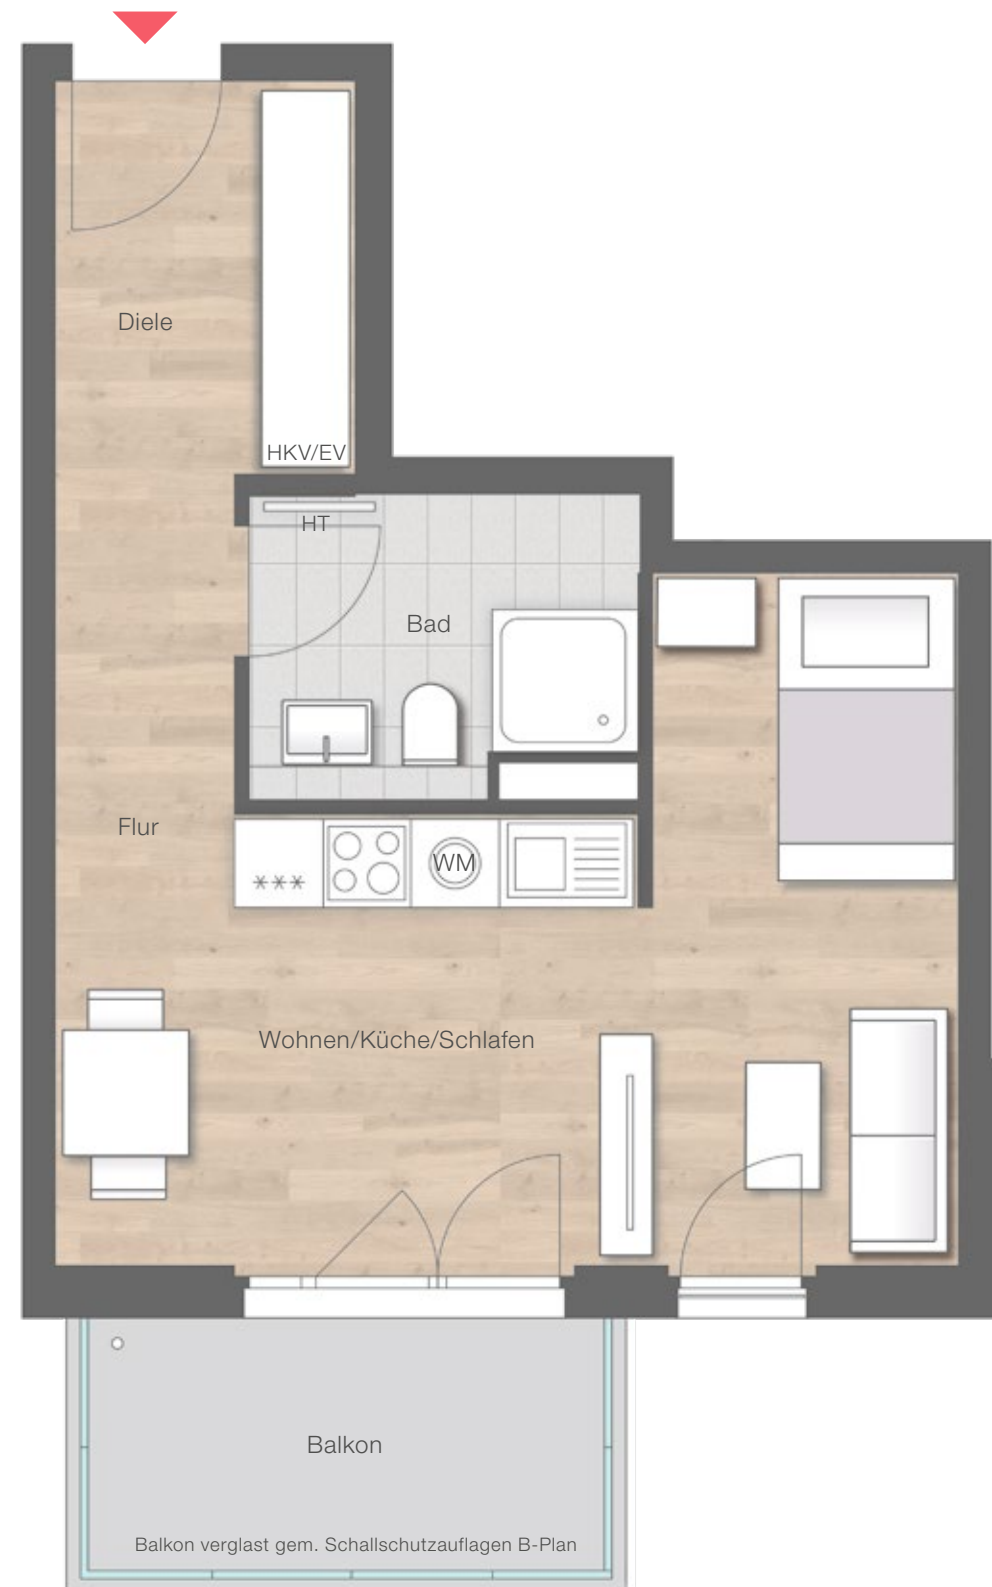 Diele
HKV/EV
HT
Bad
Flur
***
WM
Wohnen/Küche/Schlafen
Balkon
Balkon verglast gem. Schallschutzauflagen B-Plan